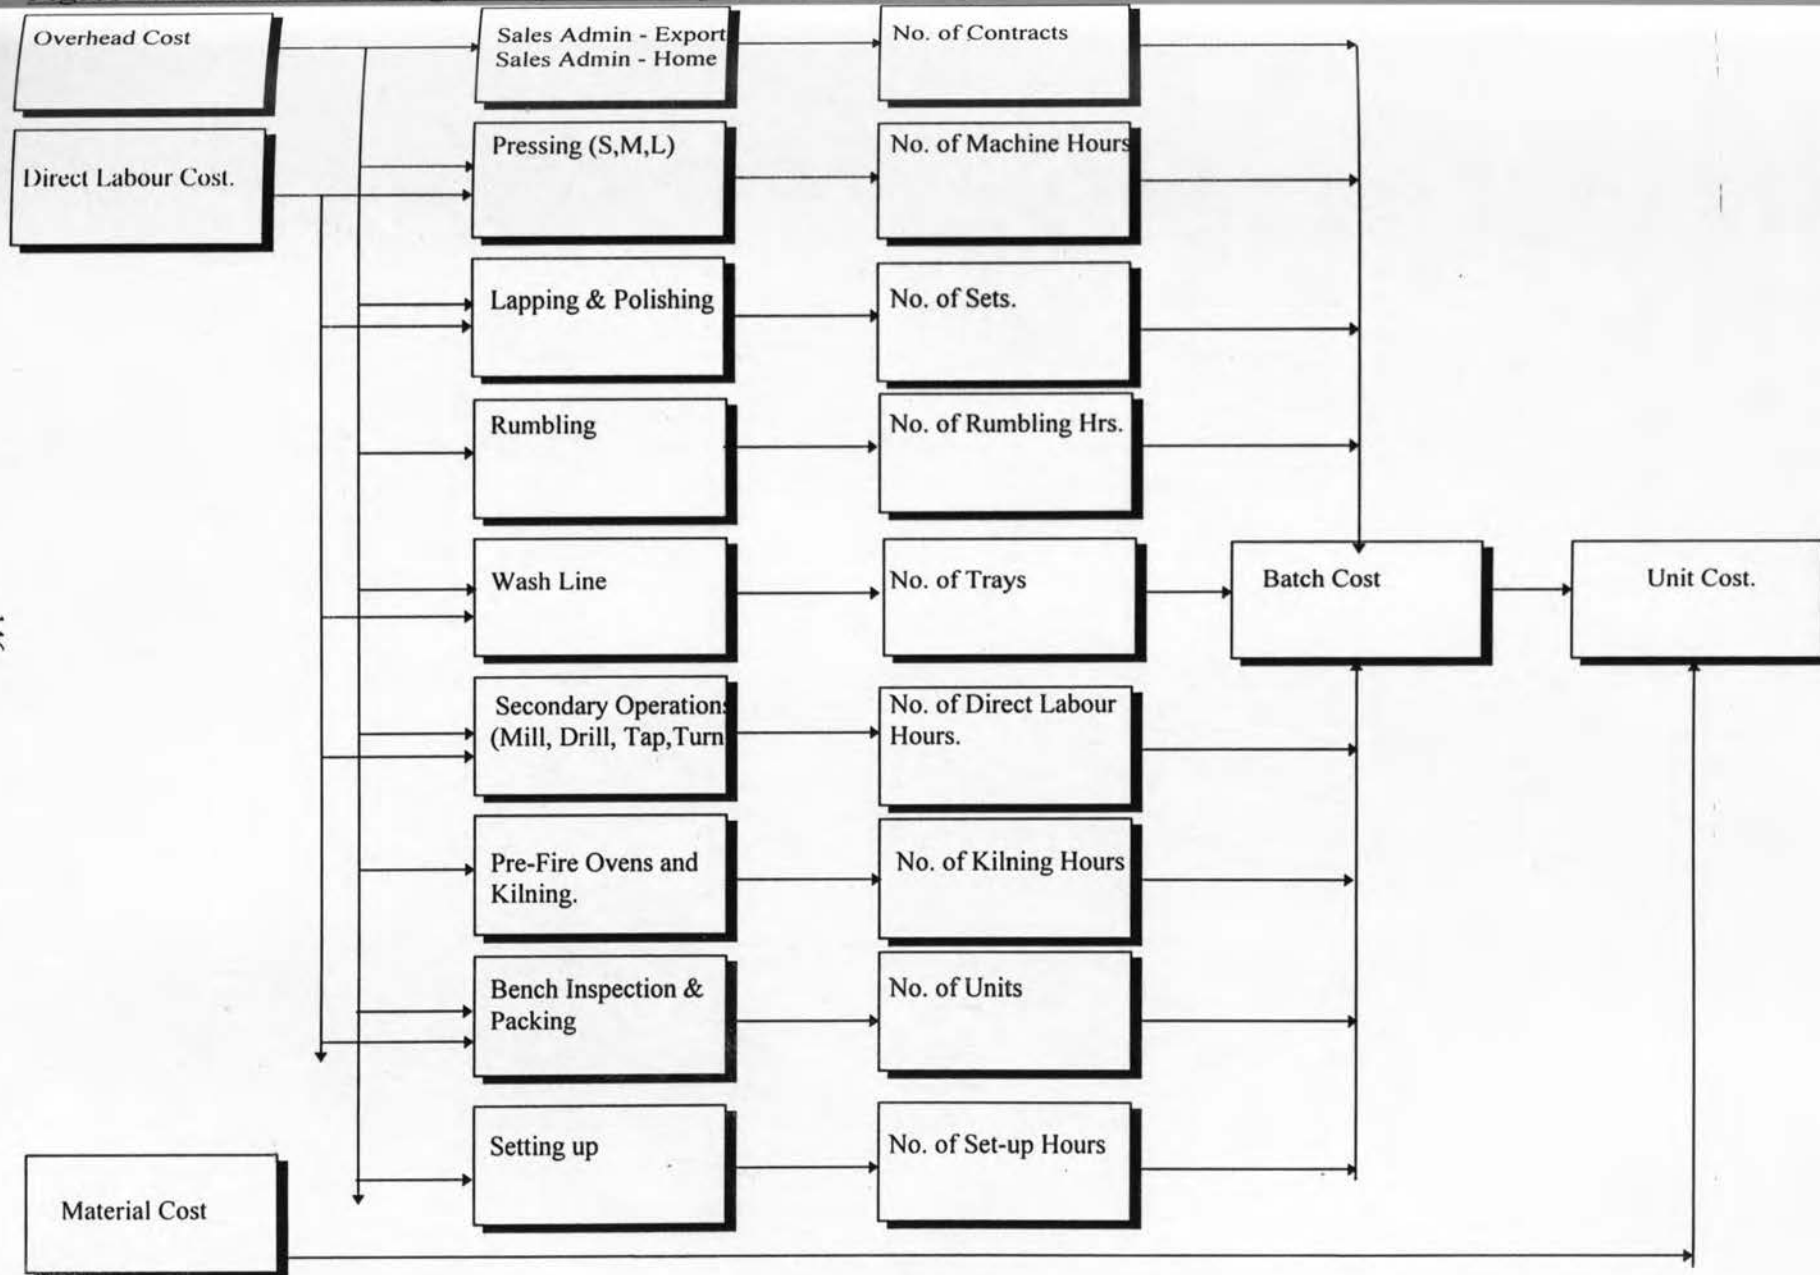 Overhead Cost
Sales Admin - Export
Sales Admin - Home
No. of Contracts
Direct Labour Cost.
Pressing (S,M,L)
No. of Machine Hours
Lapping & Polishing
No. of Sets.
Rumbling
No. of Rumbling Hrs.
Wash Line
No. of Trays
Batch Cost
Unit Cost.
Secondary Operations
(Mill, Drill, Tap,Turn
No. of Direct Labour
Hours.
Pre-Fire Ovens and
Kilning.
No. of Kilning Hours
Bench Inspection &
Packing
No. of Units
Setting up
No. of Set-up Hours
Material Cost